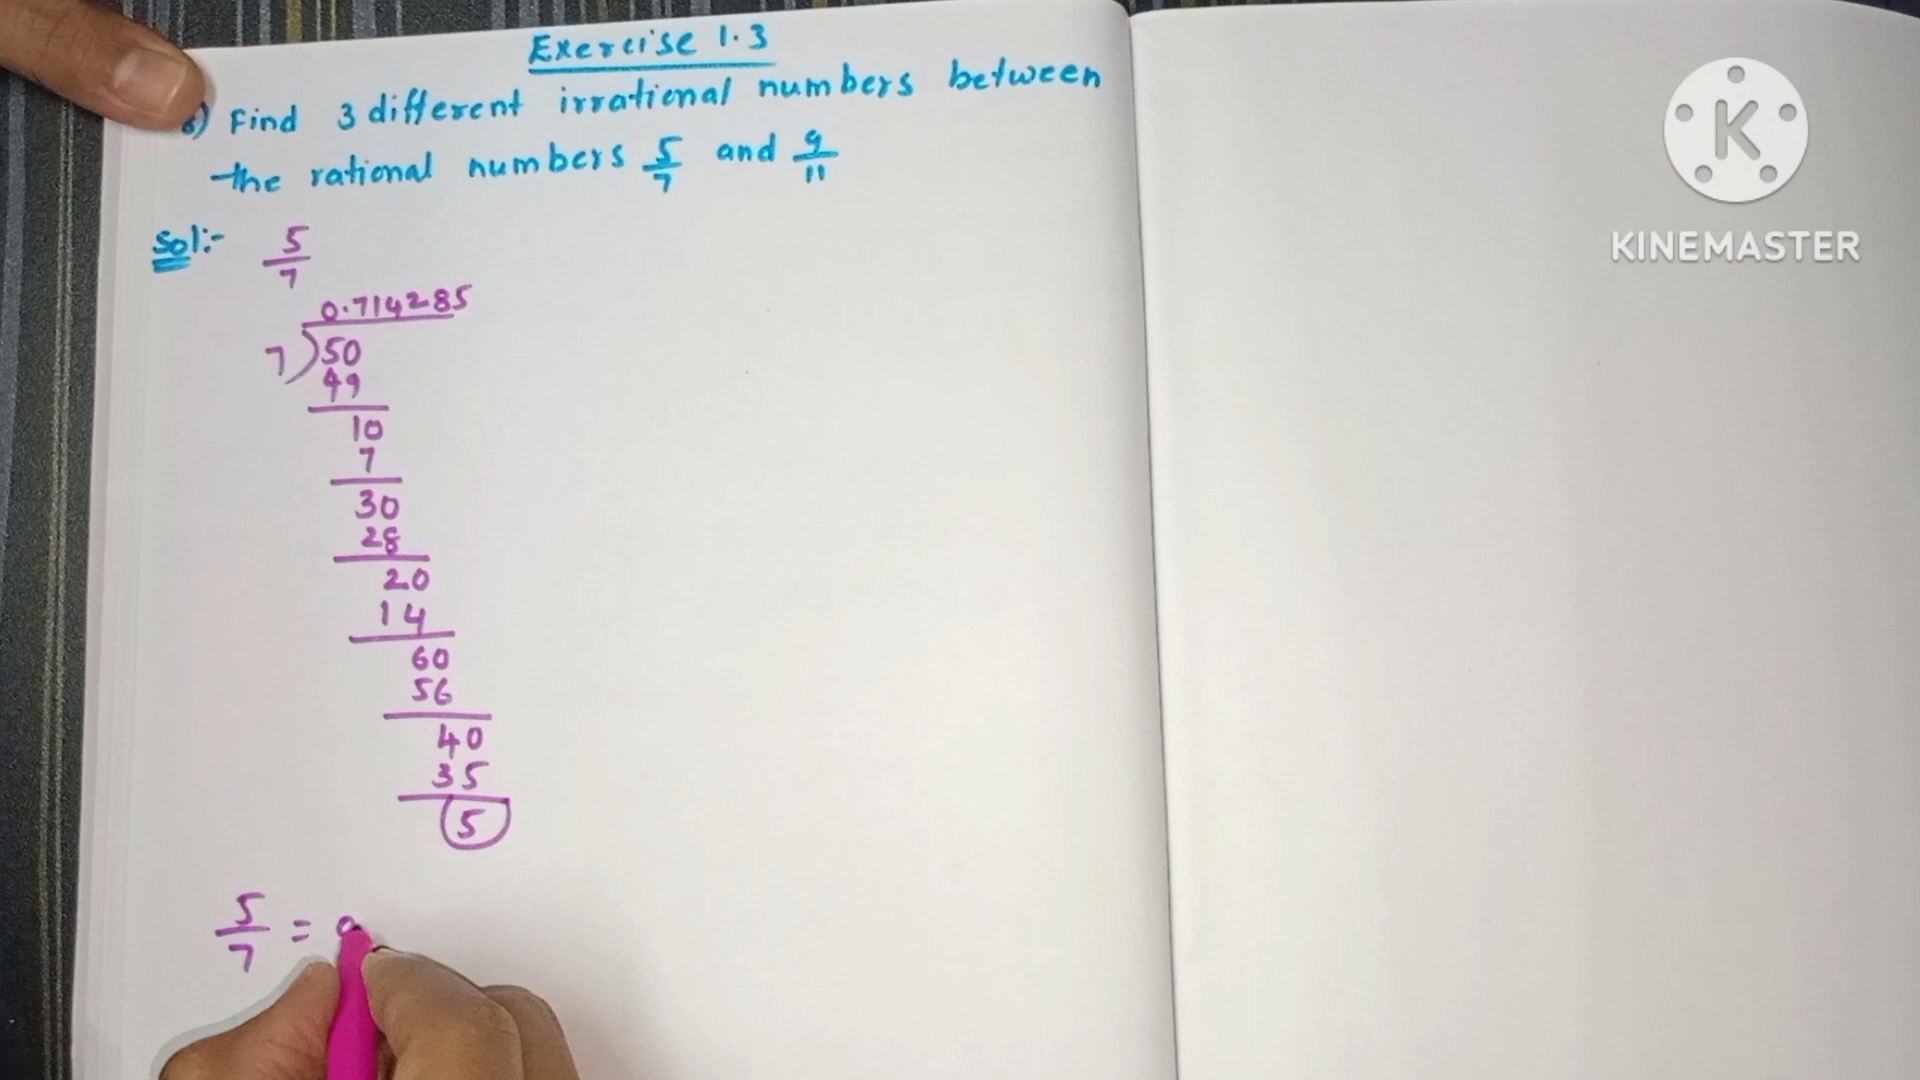 Exercise 1.3
8) Find 3 different irrational numbers between
the rational numbers 5/7 and 9/11
Sol:- 5/7
0.714285
7)50
49
10
7
30
28
20
14
60
56
40
35
5
5/7 = 0
K
KINEMASTER